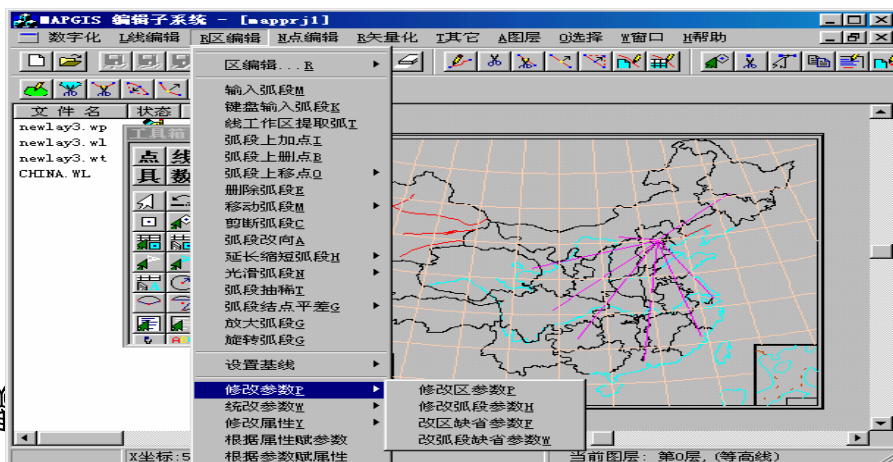 MAPGIS 编辑子系统 - [mapprj1]
数字化 L线编辑 R区编辑 N点编辑 R矢量化 T其它 A图层 O选择 W窗口 H帮助
区编辑...R
输入弧段M
键盘输入弧段K
线工作区提取弧I
弧段上加点I
弧段上删点B
弧段上移点O
删除弧段E
移动弧段M
剪断弧段C
弧段改向A
延长缩短弧段H
光滑弧段N
弧段抽稀T
弧段结点平差G
放大弧段G
旋转弧段G
设置基线
修改参数P
统改参数W
修改属性Y
根据属性赋参数
根据参数赋属性
修改区参数P
修改弧段参数H
改区缺省参数F
改弧段缺省参数W
文件名 状态
newlay3.wp
newlay3.wl
newlay3.wt
CHINA.WL
工具箱
点 线
具 数
X坐标:5
当前图层: 第0层,(等高线)